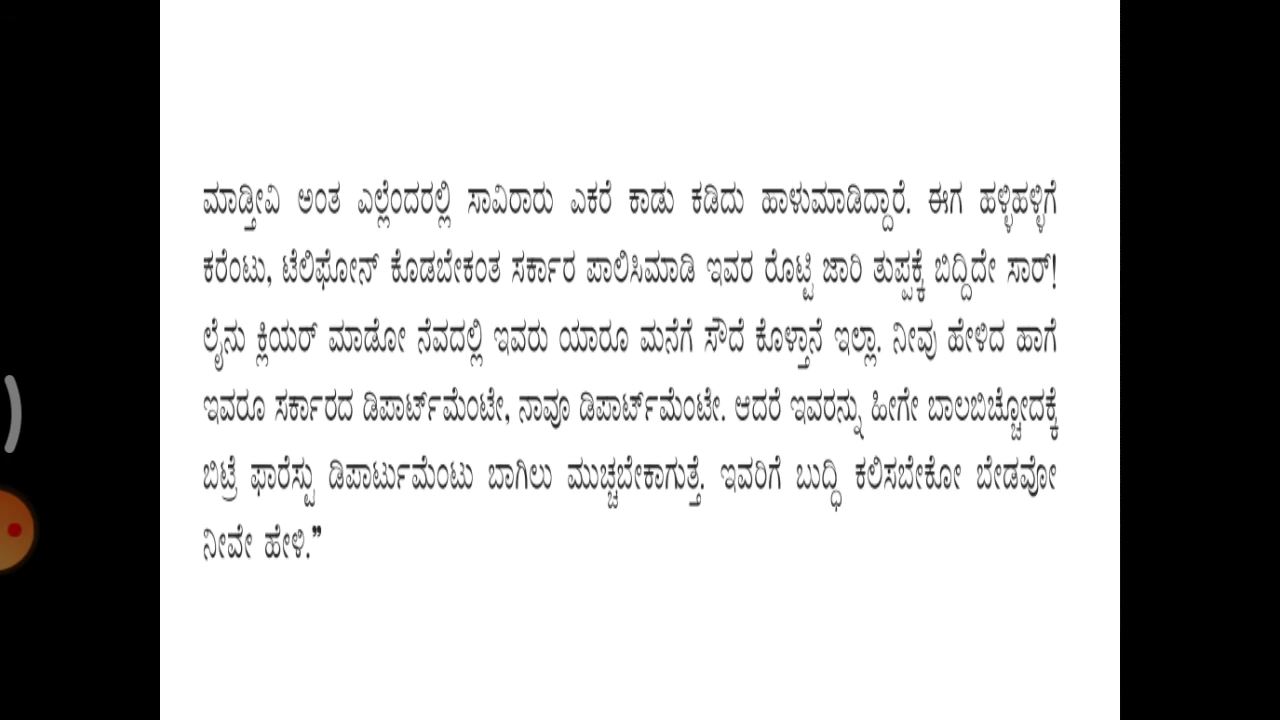 ಮಾಡ್ತೀವಿ ಅಂತ ಎಲ್ಲೆಂದರಲ್ಲಿ ಸಾವಿರಾರು ಎಕರೆ ಕಾಡು ಕಡಿದು ಹಾಳುಮಾಡಿದ್ದಾರೆ. ಈಗ ಹಳ್ಳಿಹಳ್ಳಿಗೆ
ಕರೆಂಟು, ಟೆಲಿಫೋನ್ ಕೊಡಬೇಕಂತ ಸರ್ಕಾರ ಪಾಲಿಸಿಮಾಡಿ ಇವರ ರೊಟ್ಟಿ ಜಾರಿ ತುಪ್ಪಕ್ಕೆ ಬಿದ್ದಿದೇ ಸಾರ್!
ಲೈನು ಕ್ಲಿಯರ್ ಮಾಡೋ ನೆವದಲ್ಲಿ ಇವರು ಯಾರೂ ಮನೆಗೆ ಸೌದೆ ಕೊಳ್ತಾನೆ ಇಲ್ಲಾ. ನೀವು ಹೇಳಿದ ಹಾಗೆ
ಇವರೂ ಸರ್ಕಾರದ ಡಿಪಾರ್ಟ್‌ಮೆಂಟೇ, ನಾವೂ ಡಿಪಾರ್ಟ್‌ಮೆಂಟೇ. ಆದರೆ ಇವರನ್ನು ಹೀಗೇ ಬಾಲಬಿಚ್ಚೋದಕ್ಕೆ
ಬಿಟ್ರೆ ಫಾರೆಸ್ಟು ಡಿಪಾರ್ಟುಮೆಂಟು ಬಾಗಿಲು ಮುಚ್ಚಬೇಕಾಗುತ್ತೆ. ಇವರಿಗೆ ಬುದ್ಧಿ ಕಲಿಸಬೇಕೋ ಬೇಡವೋ
ನೀವೇ ಹೇಳಿ.”